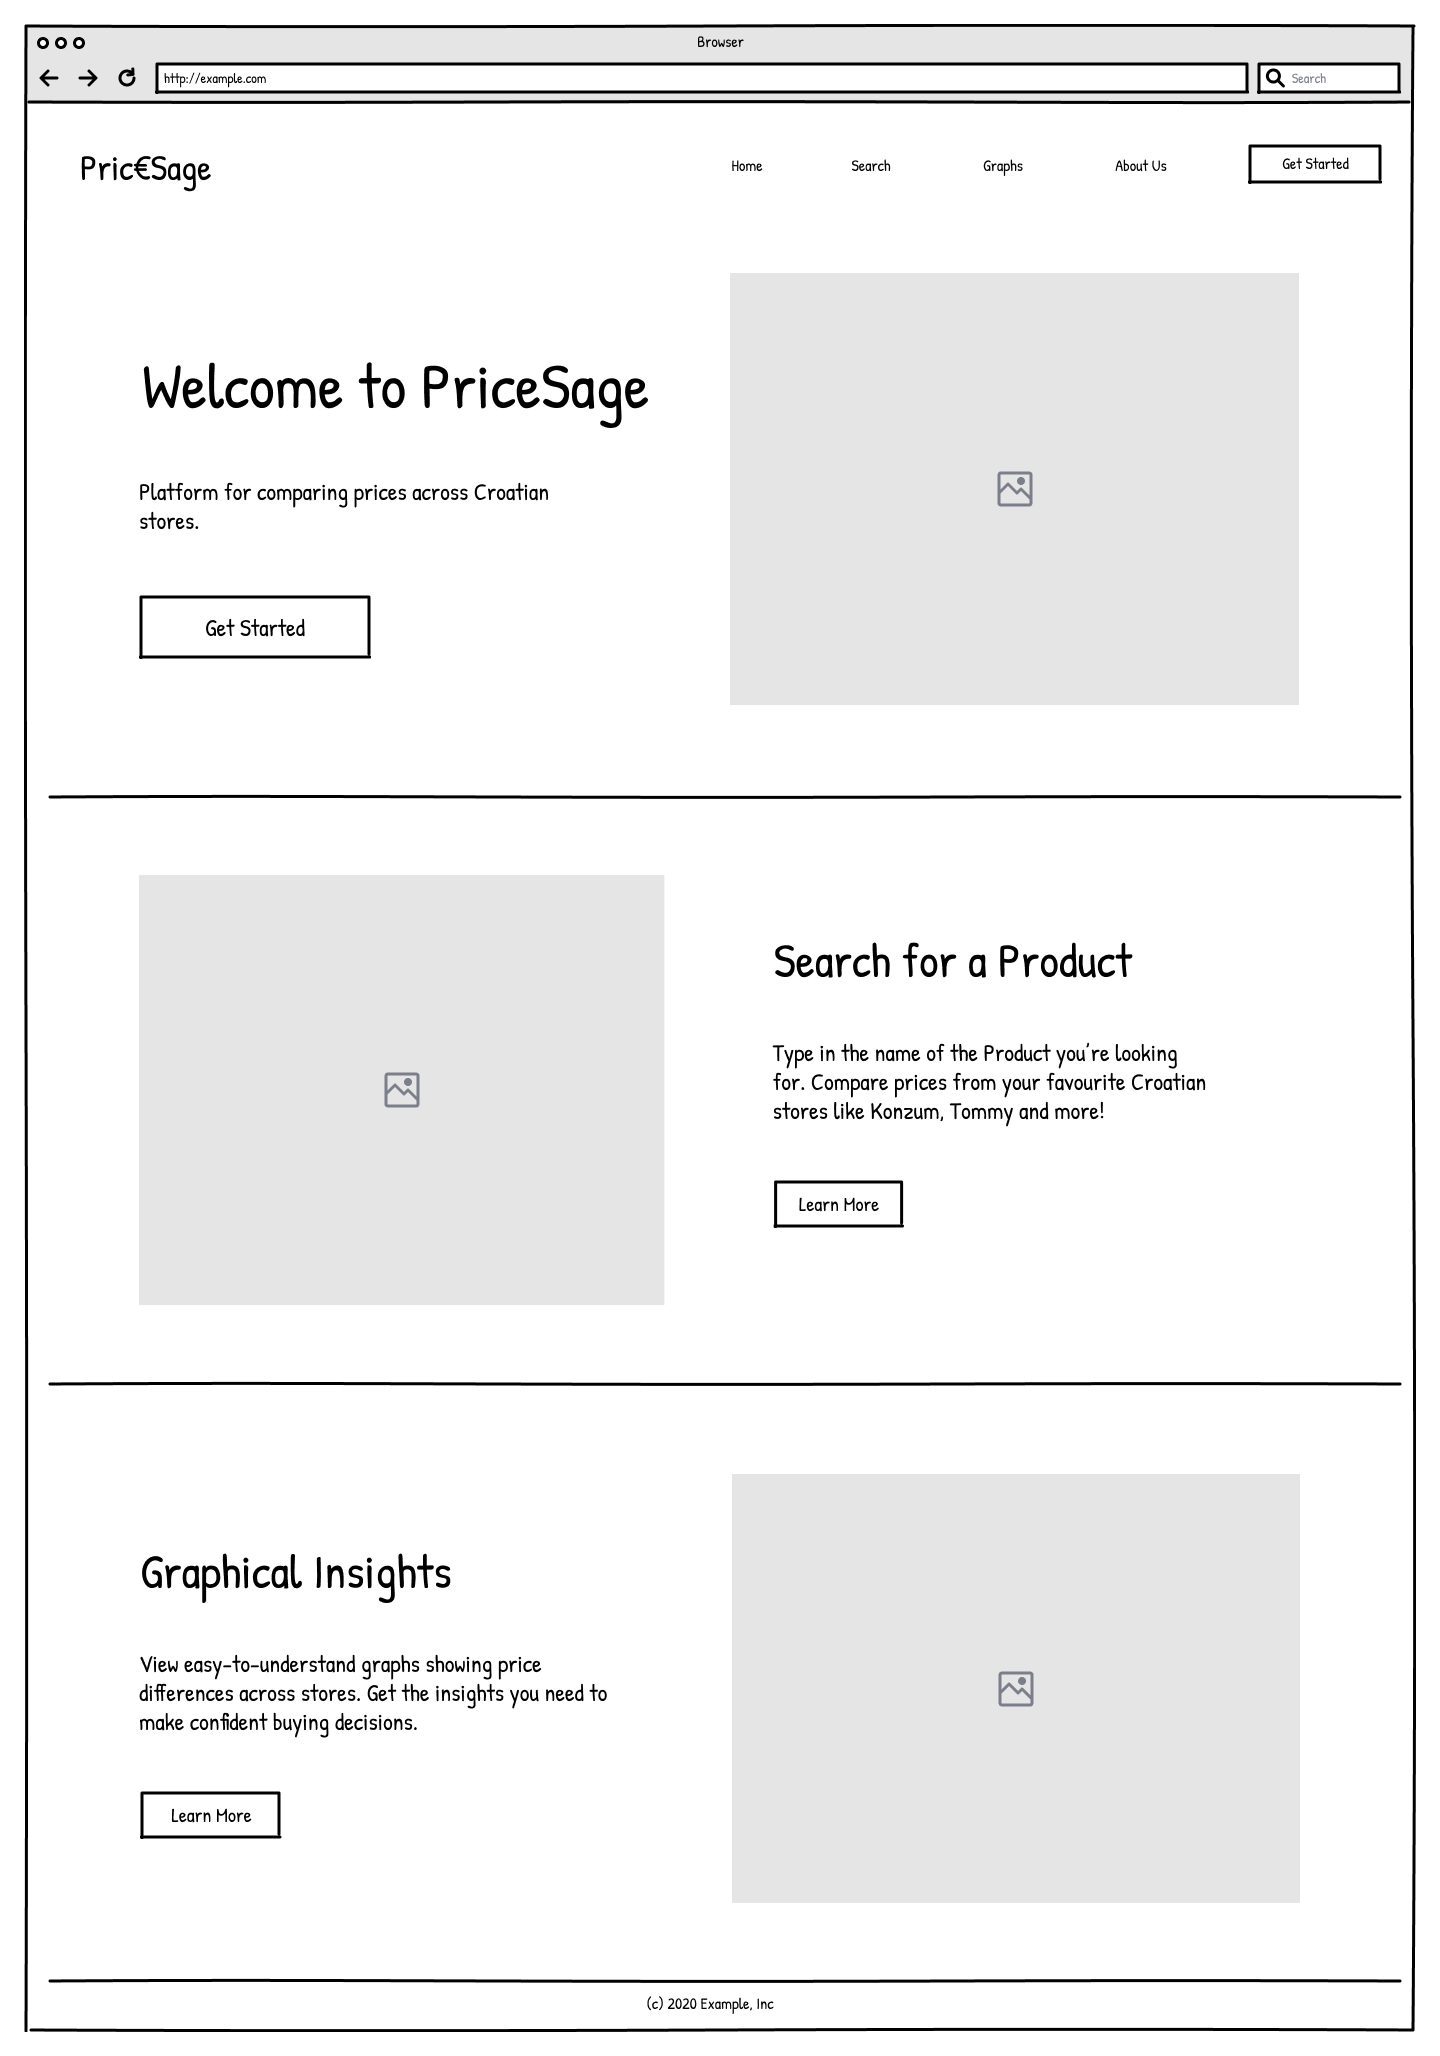 Browser
http://example.com
Search
Pric€Sage
Home
Search
Graphs
About Us
Get Started
Welcome to PriceSage
Platform for comparing prices across Croatian
stores.
Get Started
Search for a Product
Type in the name of the Product you're looking
for. Compare prices from your favourite Croatian
stores like Konzum, Tommy and more!
Learn More
Graphical Insights
View easy-to-understand graphs showing price
differences across stores. Get the insights you need to
make confident buying decisions.
Learn More
(c) 2020 Example, Inc